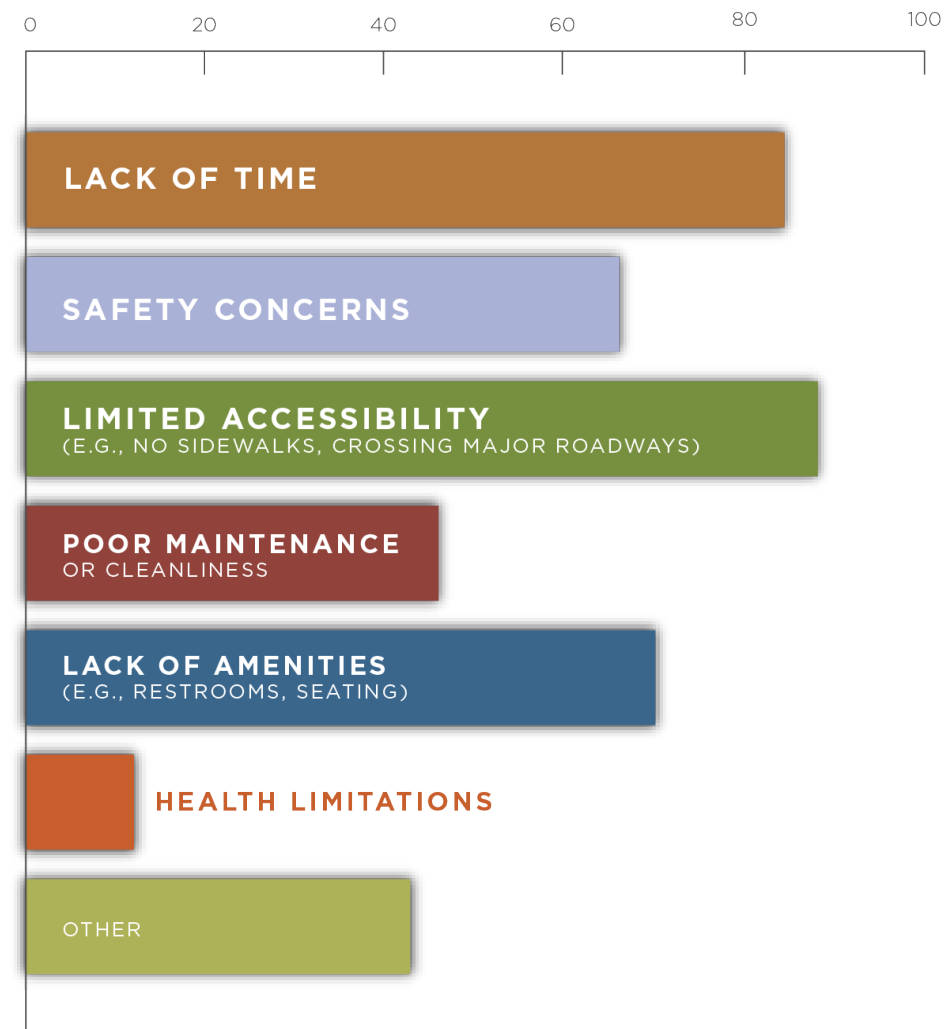 0 20 40 60 80 100
LACK OF TIME
SAFETY CONCERNS
LIMITED ACCESSIBILITY
(E.G., NO SIDEWALKS, CROSSING MAJOR ROADWAYS)
POOR MAINTENANCE
OR CLEANLINESS
LACK OF AMENITIES
(E.G., RESTROOMS, SEATING)
HEALTH LIMITATIONS
OTHER